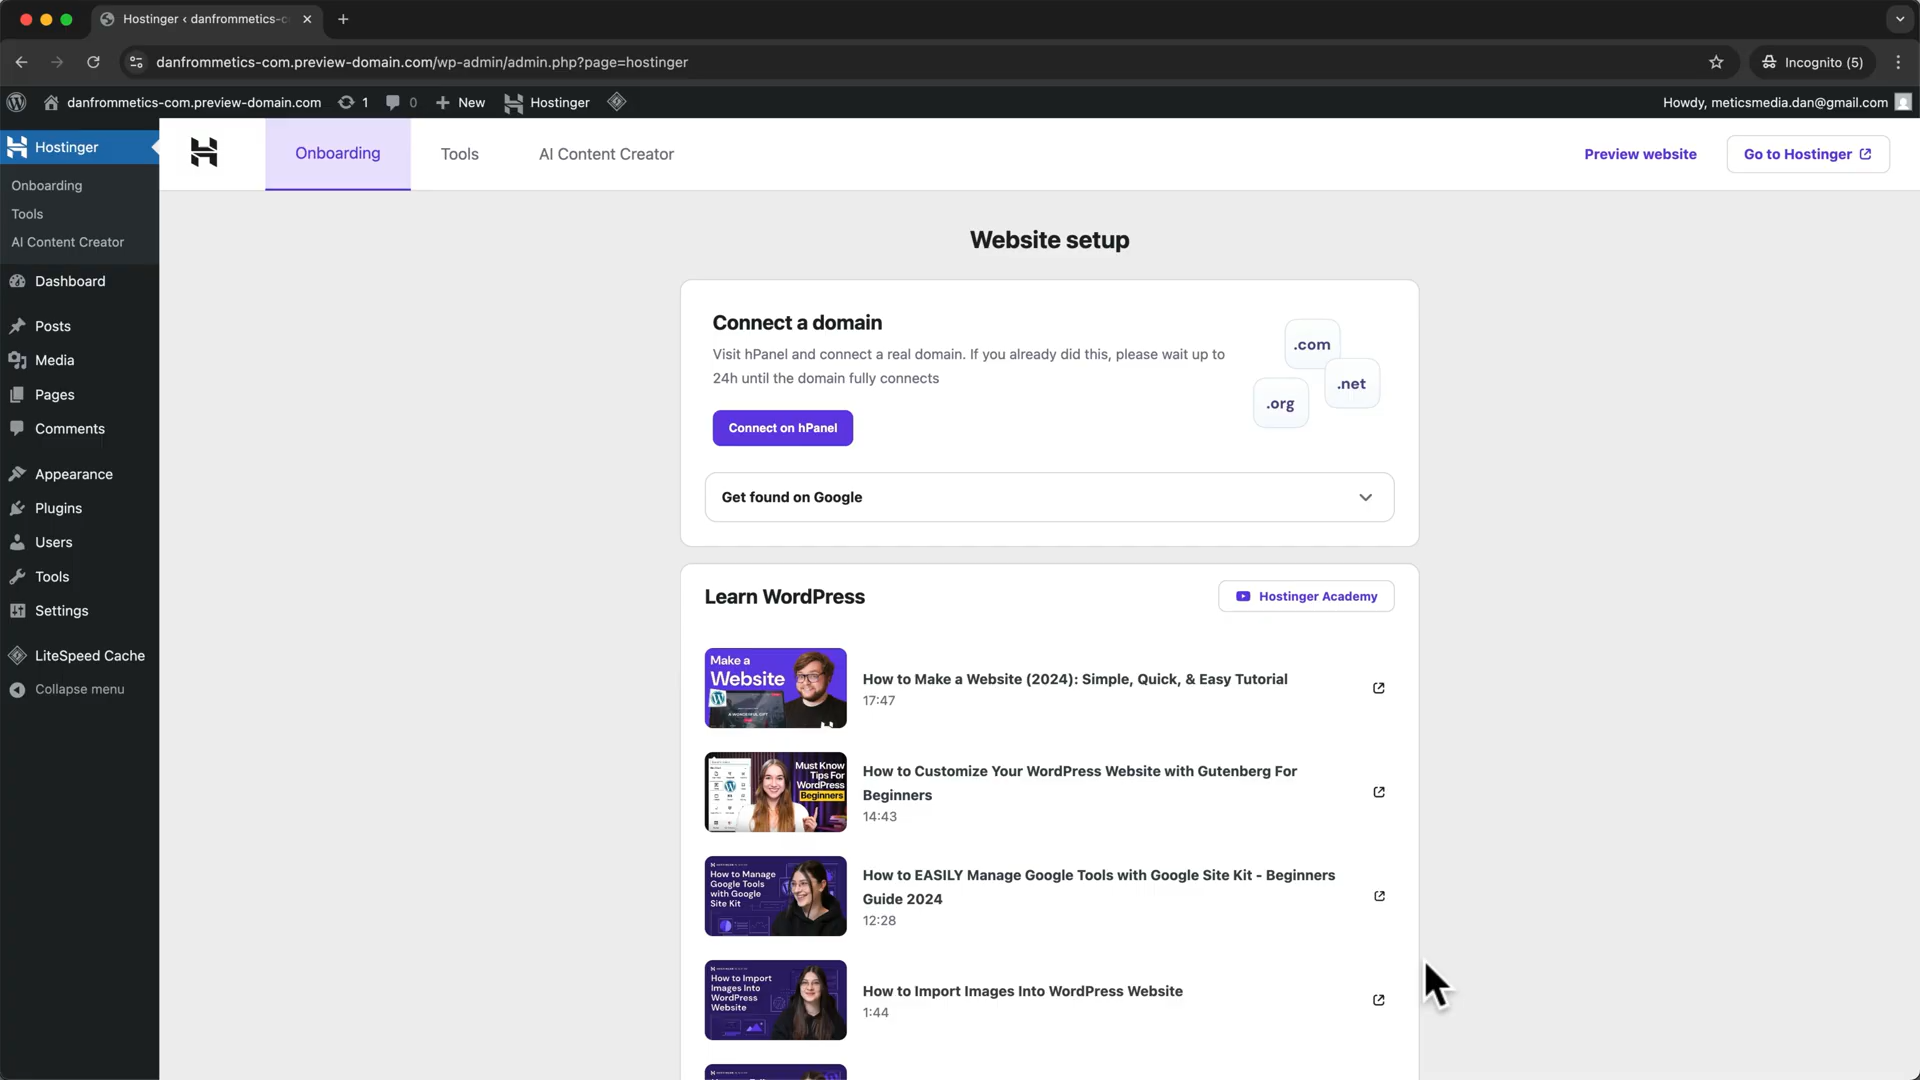 Hostinger ‹ danfrommetics-c
danfrommetics-com.preview-domain.com/wp-admin/admin.php?page=hostinger
Incognito (5)
danfrommetics-com.preview-domain.com
1
0
New
Hostinger
Howdy, meticsmedia.dan@gmail.com
Hostinger
Onboarding
Tools
AI Content Creator
Dashboard
Posts
Media
Pages
Comments
Appearance
Plugins
Users
Tools
Settings
LiteSpeed Cache
Collapse menu
Onboarding
Tools
AI Content Creator
Preview website
Go to Hostinger
Website setup
Connect a domain
Visit hPanel and connect a real domain. If you already did this, please wait up to
24h until the domain fully connects
Connect on hPanel
.com
.net
.org
Get found on Google
Learn WordPress
Hostinger Academy
Make a
Website
How to Make a Website (2024): Simple, Quick, & Easy Tutorial
17:47
Must Know
Tips For
WordPress
Beginners
How to Customize Your WordPress Website with Gutenberg For
Beginners
14:43
How to Manage
Google Tools
with Google
Site Kit
How to EASILY Manage Google Tools with Google Site Kit - Beginners
Guide 2024
12:28
How to Import
Images Into
WordPress
Website
How to Import Images Into WordPress Website
1:44